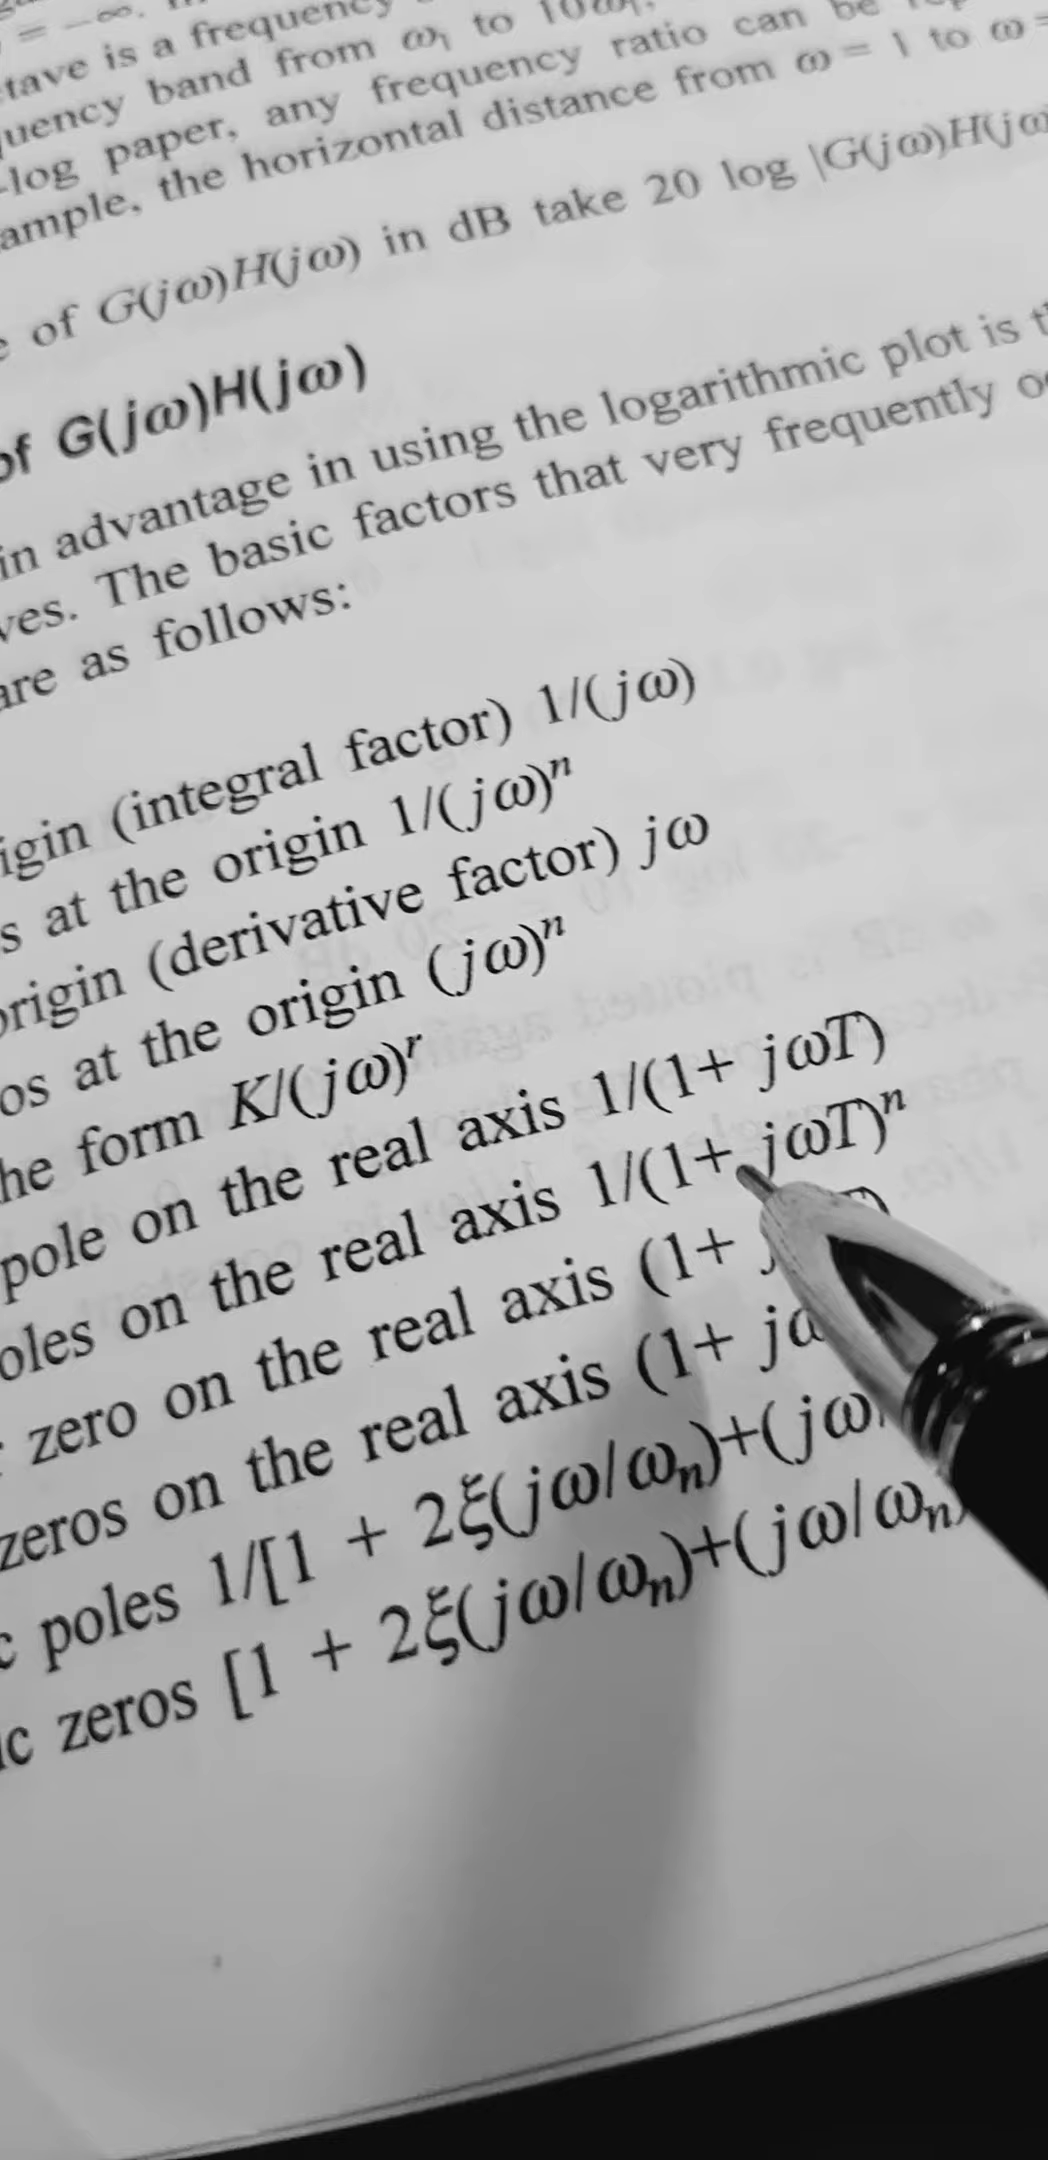 = −∞.
tave is a frequency
uency band from ω₁ to 10ω₁,
-log paper, any frequency ratio can be
ample, the horizontal distance from ω = 1 to ω =
of G(jω)H(jω) in dB take 20 log |G(jω)H(jω
of G(jω)H(jω)
in advantage in using the logarithmic plot is t
ves. The basic factors that very frequently o
are as follows:
igin (integral factor) 1/(jω)
s at the origin 1/(jω)ⁿ
origin (derivative factor) jω
os at the origin (jω)ⁿ
he form K/(jω)ʳ
pole on the real axis 1/(1+ jωT)
oles on the real axis 1/(1+ jωT)ⁿ
zero on the real axis (1+ j
zeros on the real axis (1+ jω
c poles 1/[1 + 2ξ(jω/ωₙ)+(jω
ic zeros [1 + 2ξ(jω/ωₙ)+(jω/ωₙ)